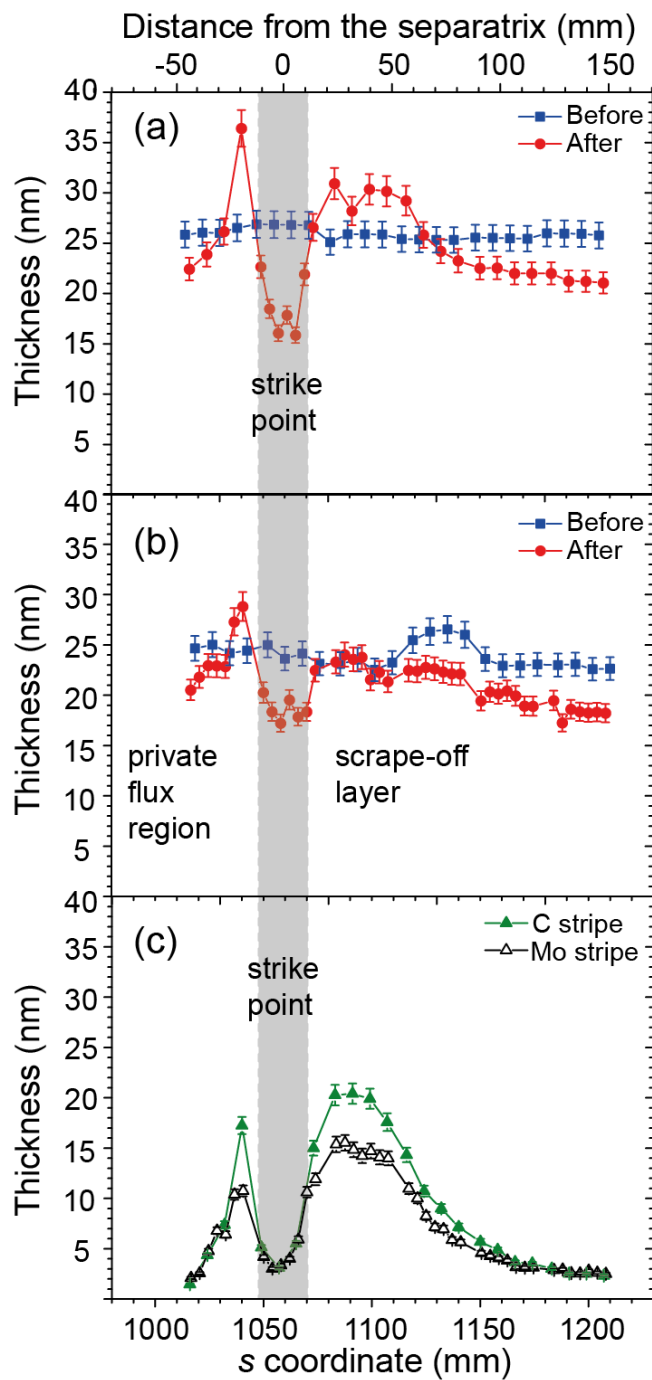 Distance from the separatrix (mm)
-50 0 50 100 150
40
35
30
25
20
15
10
5
Thickness (nm)
(a)
Before
After
strike
point
40
35
30
25
20
15
10
5
Thickness (nm)
(b)
Before
After
private
flux
region
scrape-off
layer
40
35
30
25
20
15
10
5
Thickness (nm)
(c)
C stripe
Mo stripe
strike
point
1000 1050 1100 1150 1200
s coordinate (mm)